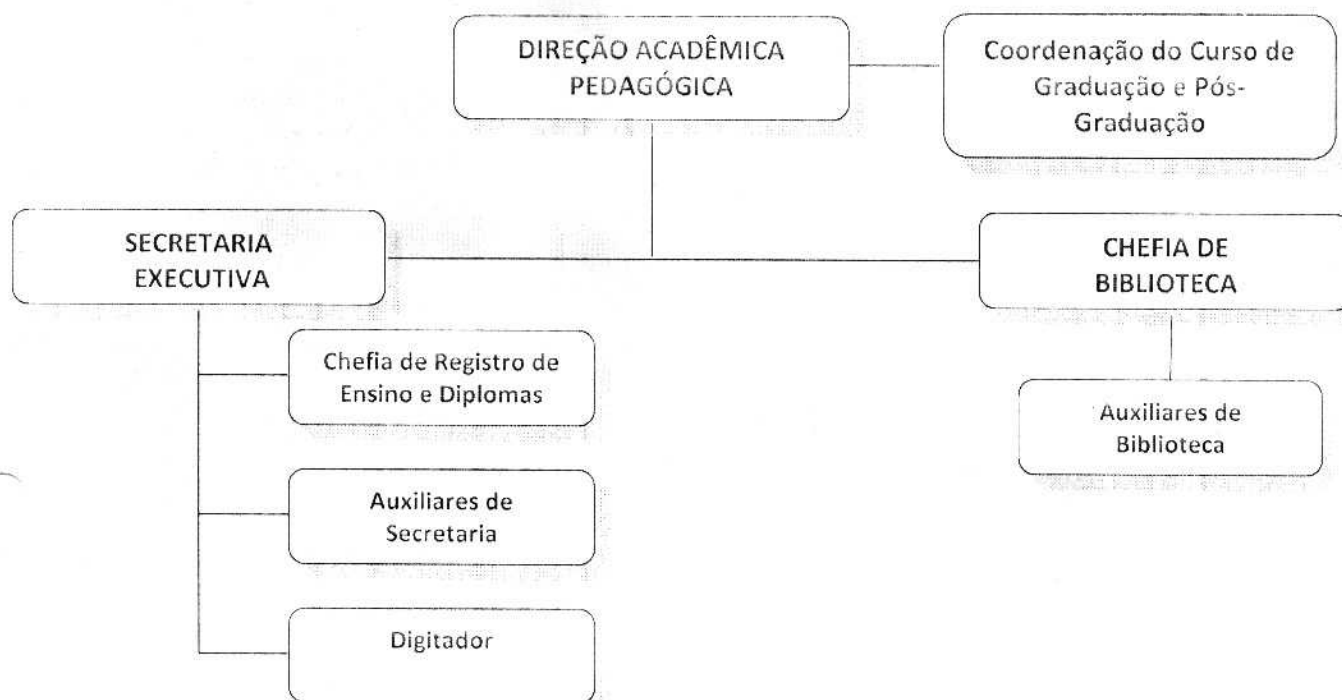 DIREÇÃO ACADÊMICA
PEDAGÓGICA
Coordenação do Curso de
Graduação e Pós-
Graduação
SECRETARIA
EXECUTIVA
CHEFIA DE
BIBLIOTECA
Chefia de Registro de
Ensino e Diplomas
Auxiliares de
Biblioteca
Auxiliares de
Secretaria
Digitador